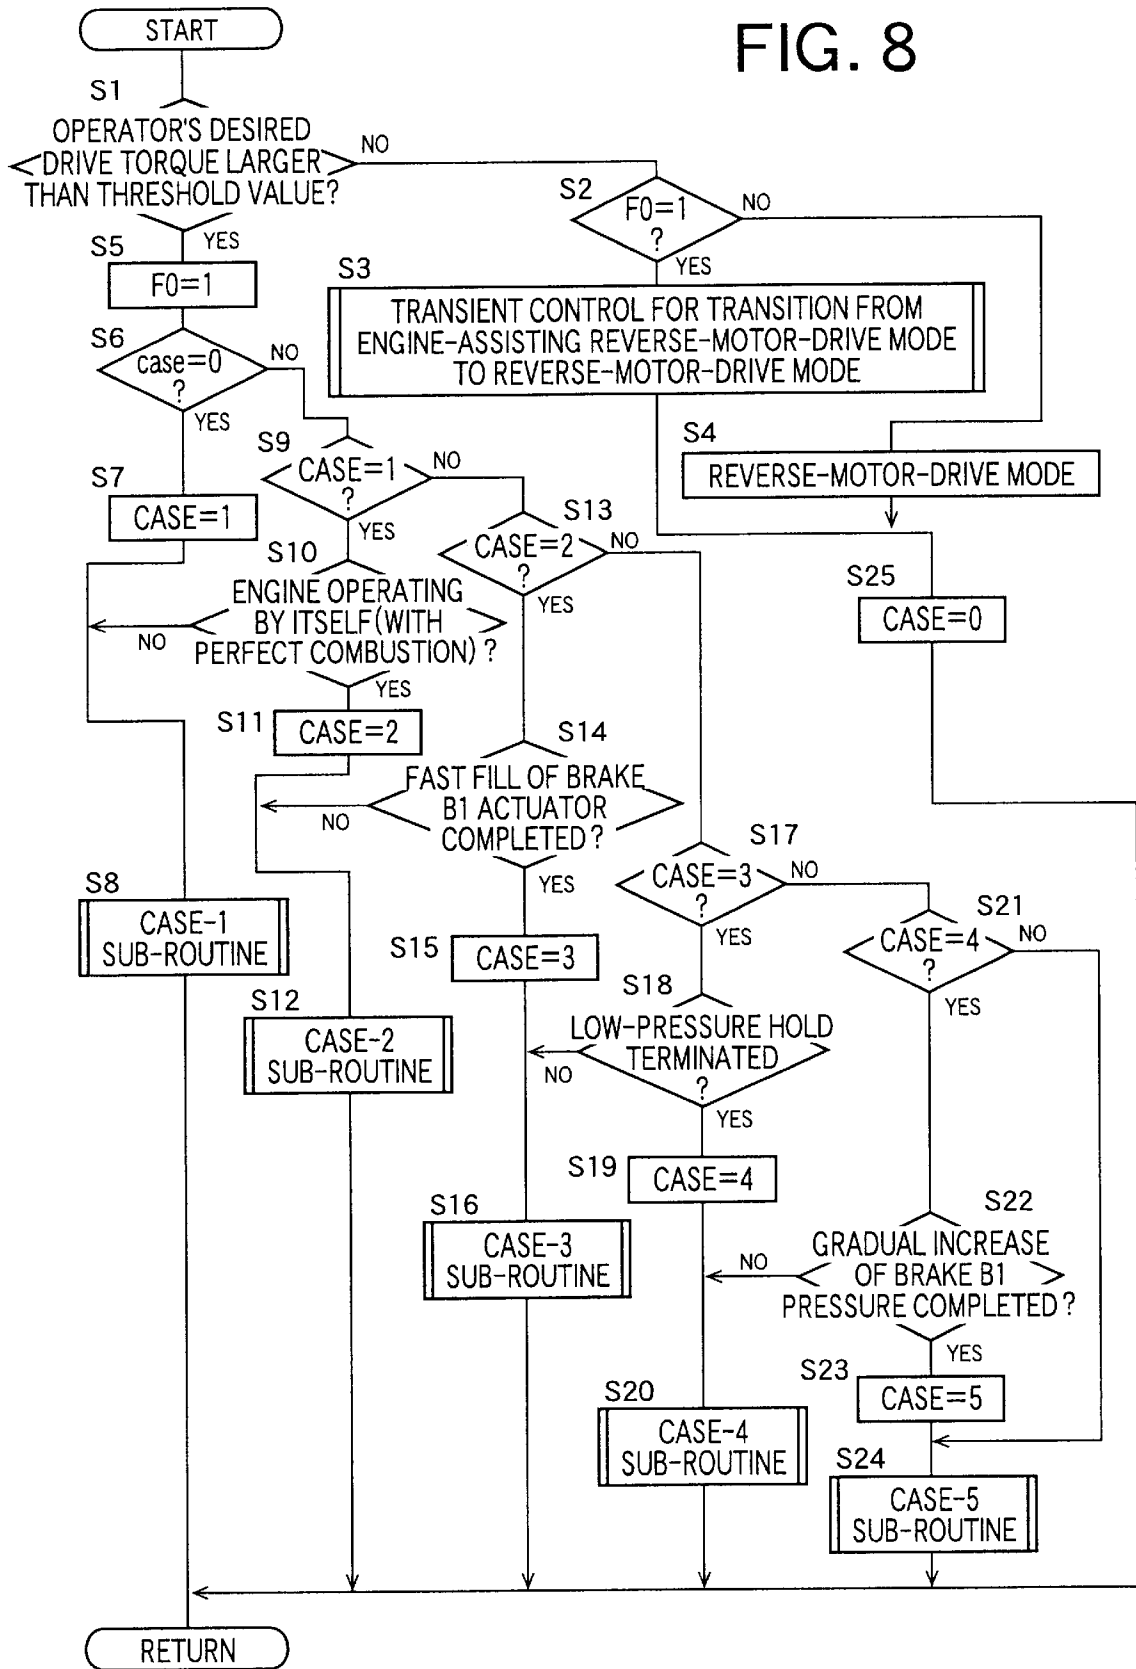 FIG. 8
START
S1
OPERATOR'S DESIRED
DRIVE TORQUE LARGER
THAN THRESHOLD VALUE?
NO
YES
S2
F0=1
?
NO
YES
S5
F0=1
S3
TRANSIENT CONTROL FOR TRANSITION FROM
ENGINE-ASSISTING REVERSE-MOTOR-DRIVE MODE
TO REVERSE-MOTOR-DRIVE MODE
S6
case=0
?
NO
YES
S4
REVERSE-MOTOR-DRIVE MODE
S7
CASE=1
S9
CASE=1
?
NO
YES
S13
CASE=2
?
NO
YES
S10
ENGINE OPERATING
BY ITSELF(WITH
PERFECT COMBUSTION)?
NO
YES
S25
CASE=0
S11
CASE=2
S14
FAST FILL OF BRAKE
B1 ACTUATOR
COMPLETED?
NO
YES
S17
CASE=3
?
NO
YES
S8
CASE-1
SUB-ROUTINE
S15
CASE=3
S21
CASE=4
?
NO
YES
S12
CASE-2
SUB-ROUTINE
S18
LOW-PRESSURE HOLD
TERMINATED
?
NO
YES
S19
CASE=4
S16
CASE-3
SUB-ROUTINE
S22
GRADUAL INCREASE
OF BRAKE B1
PRESSURE COMPLETED?
NO
YES
S23
CASE=5
S20
CASE-4
SUB-ROUTINE
S24
CASE-5
SUB-ROUTINE
RETURN